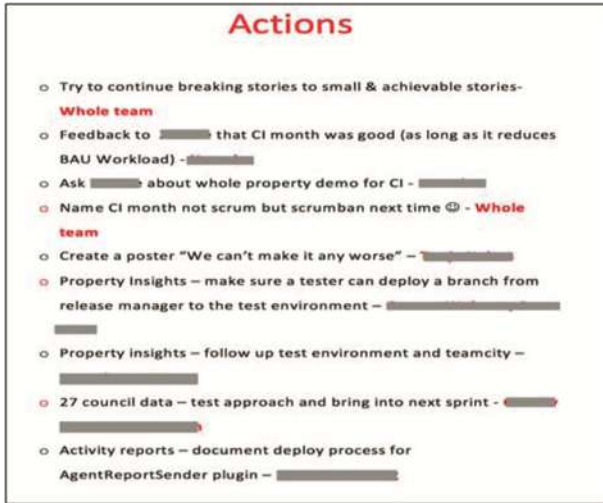 Actions
o Try to continue breaking stories to small & achievable stories-
Whole team
o Feedback to that CI month was good (as long as it reduces
BAU Workload) -
o Ask about whole property demo for CI -
o Name CI month not scrum but scrumban next time ☺ - Whole
team
o Create a poster “We can’t make it any worse” –
o Property Insights – make sure a tester can deploy a branch from
release manager to the test environment –
o Property insights – follow up test environment and teamcity –
o 27 council data – test approach and bring into next sprint -
o Activity reports – document deploy process for
AgentReportSender plugin –